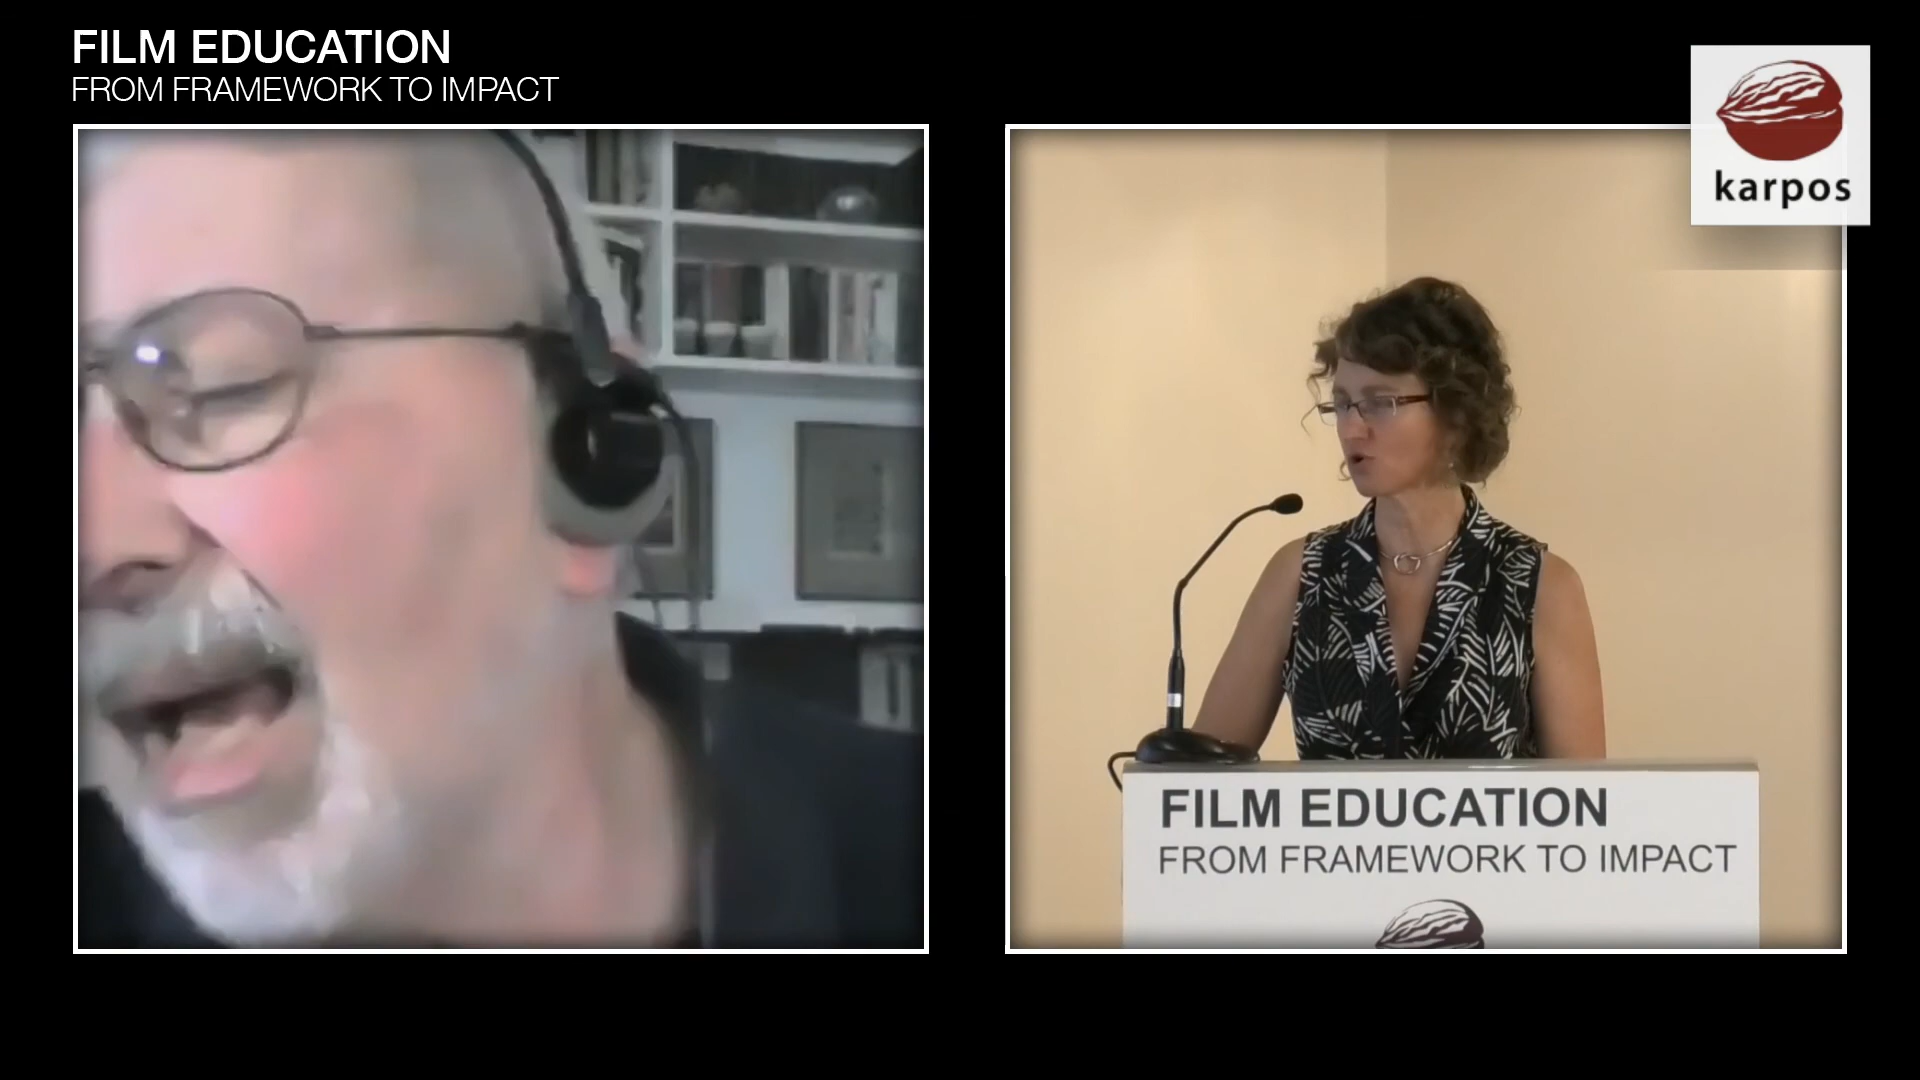 FILM EDUCATION
FROM FRAMEWORK TO IMPACT
karpos
FILM EDUCATION
FROM FRAMEWORK TO IMPACT